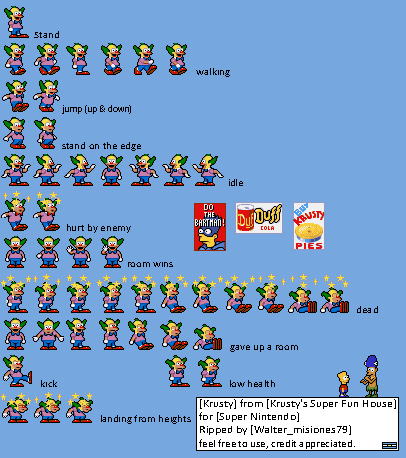 Stand
walking
jump (up & down)
stand on the edge
idle
DO
THE
BARTMAN!
Duff
COLA
BUY
KRUSTY
PIES
hurt by enemy
room wins
dead
gave up a room
kick
low health
landing from heights
[Krusty] from [Krusty's Super Fun House]
for [Super Nintendo]
Ripped by [Walter_misiones79]
feel free to use, credit appreciated.